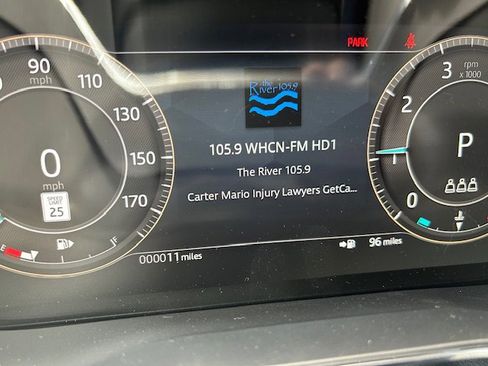 PARK
90
110
130
150
170
0
mph
SPEED
LIMIT
25
E
F
the
River 105.9
105.9 WHCN-FM HD1
The River 105.9
Carter Mario Injury Lawyers GetCa...
000011 miles
96 miles
3
rpm
x 1000
2
P
0